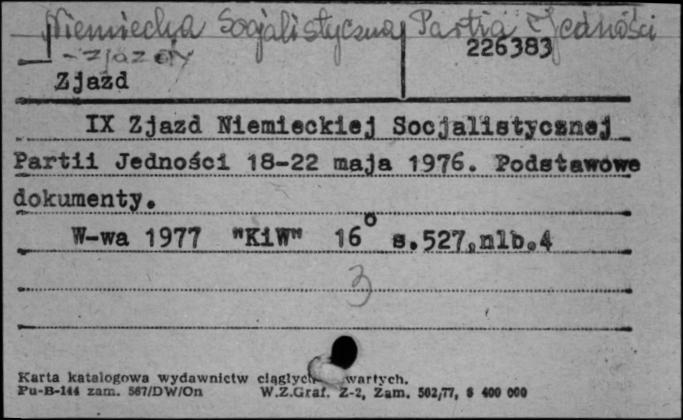 Niemiecka Socjalistyczna Partia Jedności
- zjazdy
226383
Zjazd
IX Zjazd Niemieckiej Socjalistycznej
Partii Jedności 18-22 maja 1976. Podstawowe
dokumenty.
W-wa 1977 "KiW" 16° s.527,nlb.4
3
Karta katalogowa wydawnictw ciągłych wartych.
Pu-B-144 zam. 567/DW/On W.Z.Graf. Z-2, Zam. 502/77, 8 400 000